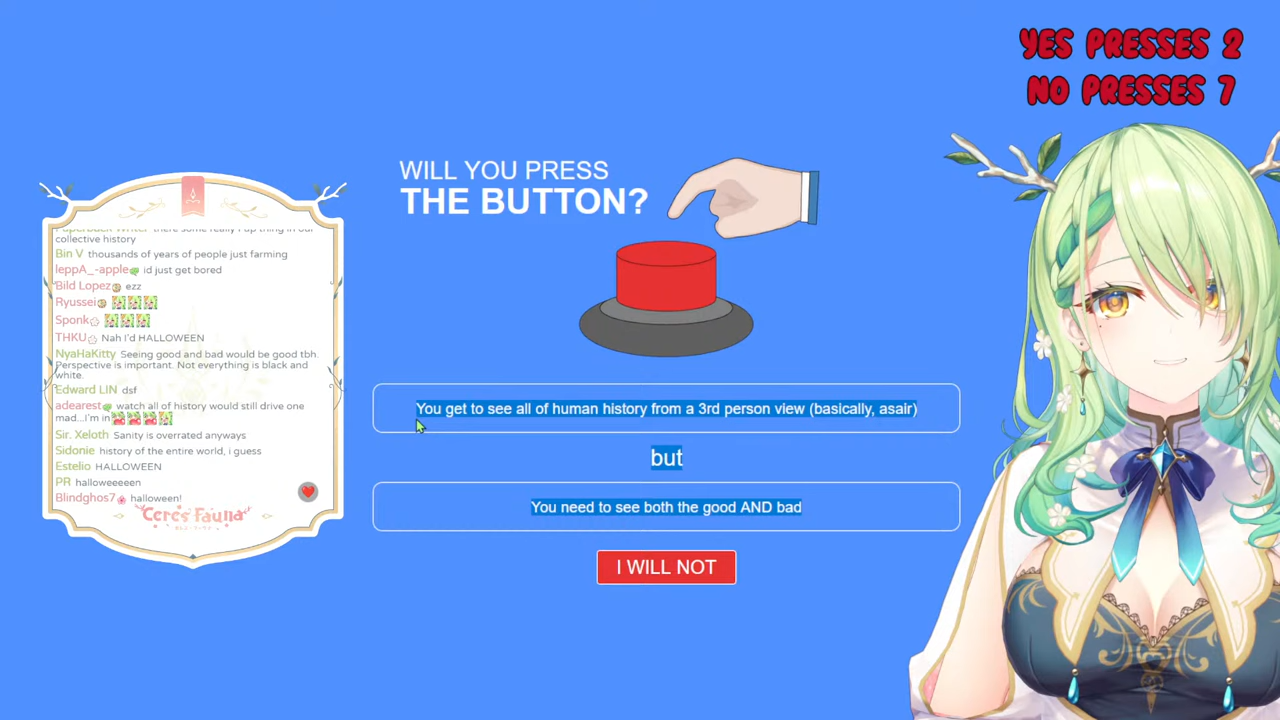 YES PRESSES 2
NO PRESSES 7
WILL YOU PRESS
THE BUTTON?
collective history
Bin V thousands of years of people just farming
leppA_-apple id just get bored
Bild Lopez ezz
Ryussei
Sponk
THKU Nah I'd HALLOWEEN
NyaHaKitty Seeing good and bad would be good tbh.
Perspective is important. Not everything is black and
white.
Edward LIN dsf
adearest watch all of history would still drive one
mad...I'm in
Sir. Xeloth Sanity is overrated anyways
Sidonie history of the entire world, i guess
Estelio HALLOWEEN
PR halloweeeeen
Blindghos7 halloween!
Ceres Fauna
You get to see all of human history from a 3rd person view (basically, asair)
but
You need to see both the good AND bad
I WILL NOT